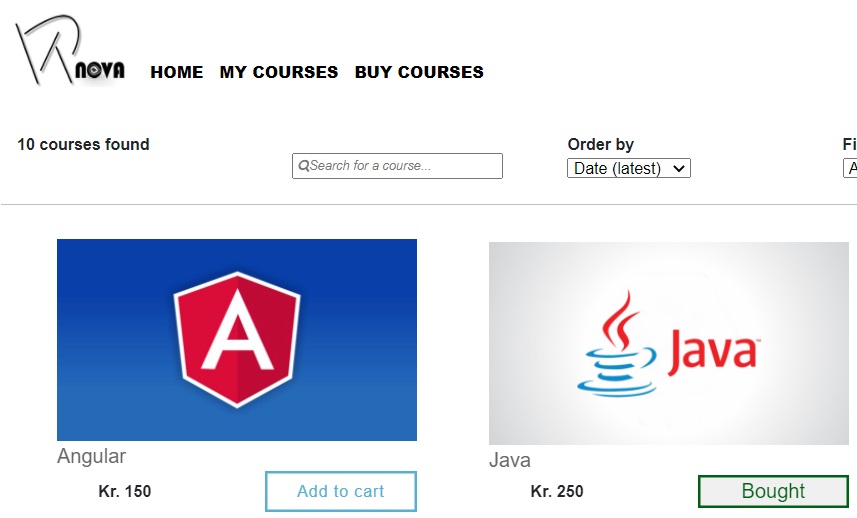 nova
HOME MY COURSES BUY COURSES
10 courses found
Search for a course...
Order by
Date (latest)
Fi
A
A
Java™
Angular
Java
Kr. 150
Add to cart
Kr. 250
Bought